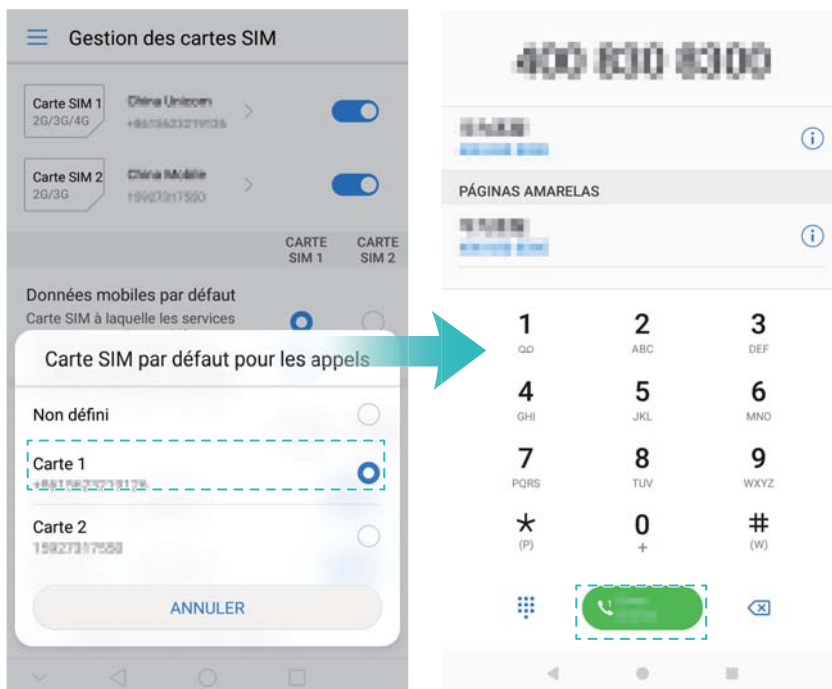 Gestion des cartes SIM
Carte SIM 1
2G/3G/4G
China Unicom
Carte SIM 2
2G/3G
China Mobile
CARTE
SIM 1
CARTE
SIM 2
Données mobiles par défaut
Carte SIM à laquelle les services
Carte SIM par défaut pour les appels
Non défini
Carte 1
Carte 2
ANNULER
400 830 8300
PÁGINAS AMARELAS
1
2
ABC
3
DEF
4
GHI
5
JKL
6
MNO
7
PQRS
8
TUV
9
WXYZ
*
(P)
0
+
#
(W)